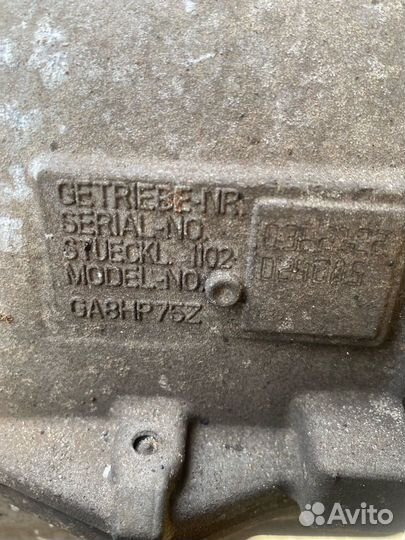 GETRIEBE-NR.
SERIAL-NO.
STUECKL. 1102
MODEL-NO.
GA8HP75Z
Avito